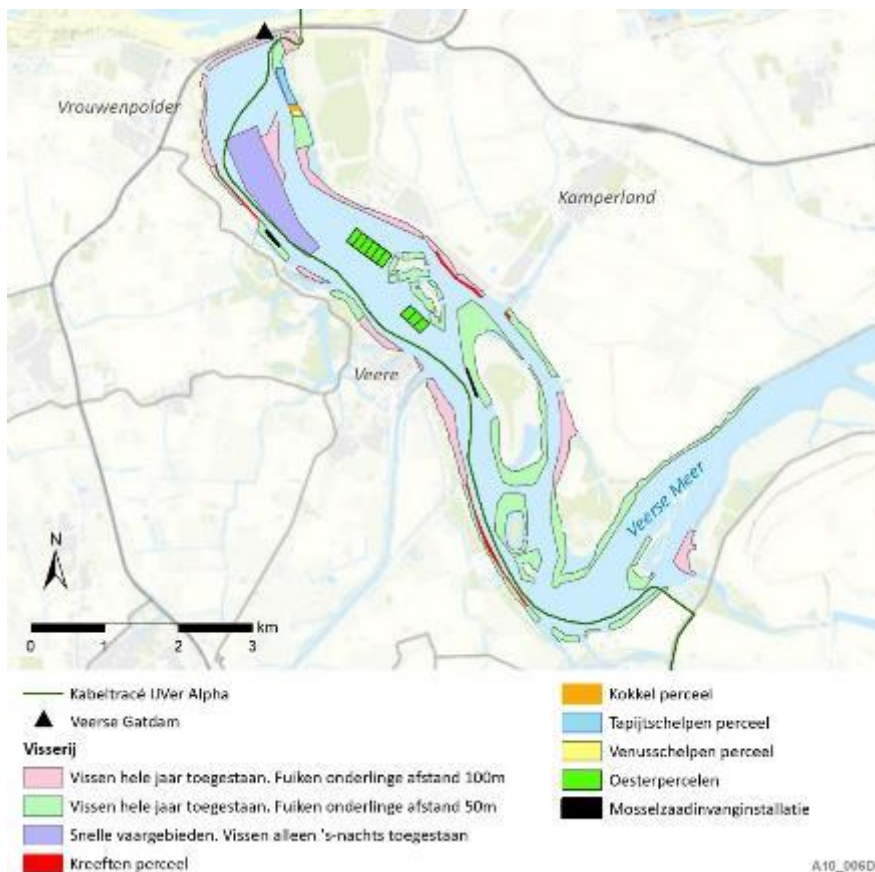 Vrouwenpolder
Kamperland
Veere
Veerse Meer
N
km
0 1 2 3
Kabeltracé IJVer Alpha
Veerse Gatdam
Visserij
Vissen hele jaar toegestaan. Fuiken onderlinge afstand 100m
Vissen hele jaar toegestaan. Fuiken onderlinge afstand 50m
Snelle vaargebieden. Vissen alleen 's-nachts toegestaan
Kreeften perceel
Kokkel perceel
Tapijtschelpen perceel
Venusschelpen perceel
Oesterpercelen
Mosselzaadinvanginstallatie
A10_006D